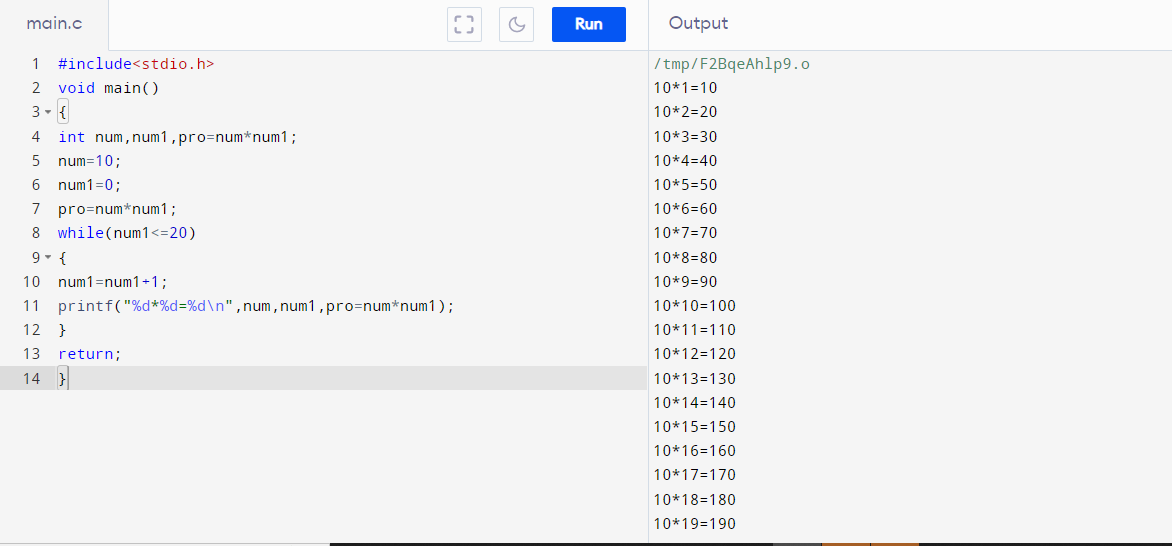 main.c
Run
Output
1 #include<stdio.h>
2 void main()
3 {
4 int num,num1,pro=num*num1;
5 num=10;
6 num1=0;
7 pro=num*num1;
8 while(num1<=20)
9 {
10 num1=num1+1;
11 printf("%d*%d=%d\n",num,num1,pro=num*num1);
12 }
13 return;
14 }
/tmp/F2BqeAhlp9.o
10*1=10
10*2=20
10*3=30
10*4=40
10*5=50
10*6=60
10*7=70
10*8=80
10*9=90
10*10=100
10*11=110
10*12=120
10*13=130
10*14=140
10*15=150
10*16=160
10*17=170
10*18=180
10*19=190